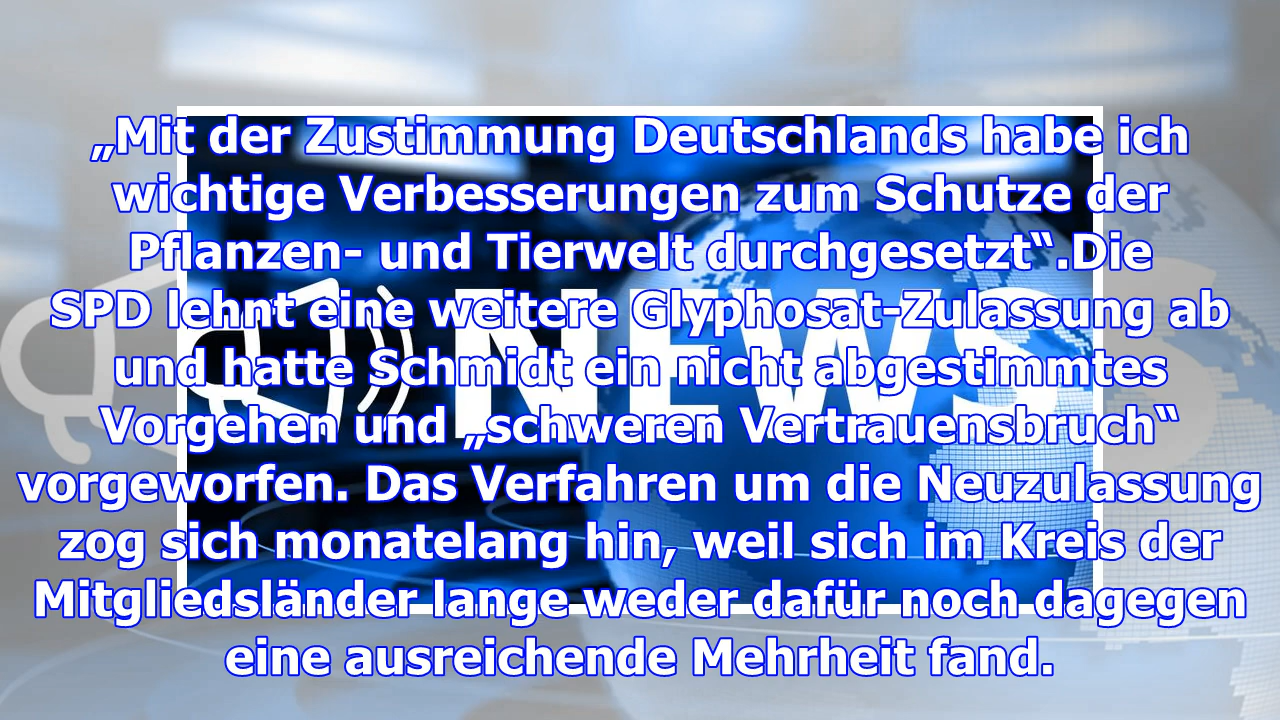 „Mit der Zustimmung Deutschlands habe ich
wichtige Verbesserungen zum Schutze der
Pflanzen- und Tierwelt durchgesetzt“.Die
SPD lehnt eine weitere Glyphosat-Zulassung ab
und hatte Schmidt ein nicht abgestimmtes
Vorgehen und „schweren Vertrauensbruch“
vorgeworfen. Das Verfahren um die Neuzulassung
zog sich monatelang hin, weil sich im Kreis der
Mitgliedsländer lange weder dafür noch dagegen
eine ausreichende Mehrheit fand.
NEWS